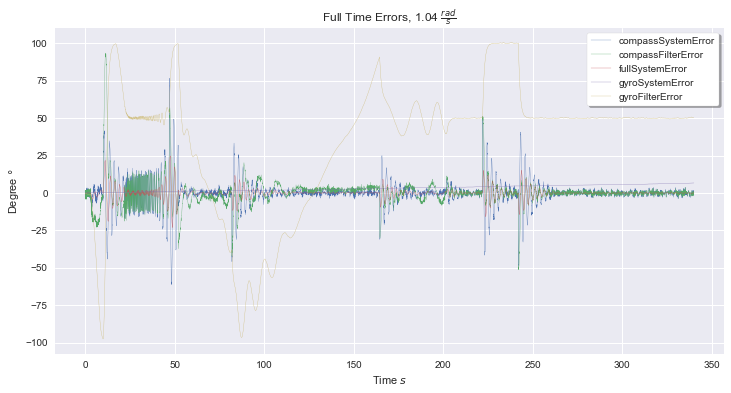 Full Time Errors, 1.04 rad/s
compassSystemError
compassFilterError
fullSystemError
gyroSystemError
gyroFilterError
100
75
50
25
0
−25
−50
−75
−100
Degree °
0 50 100 150 200 250 300 350
Time s